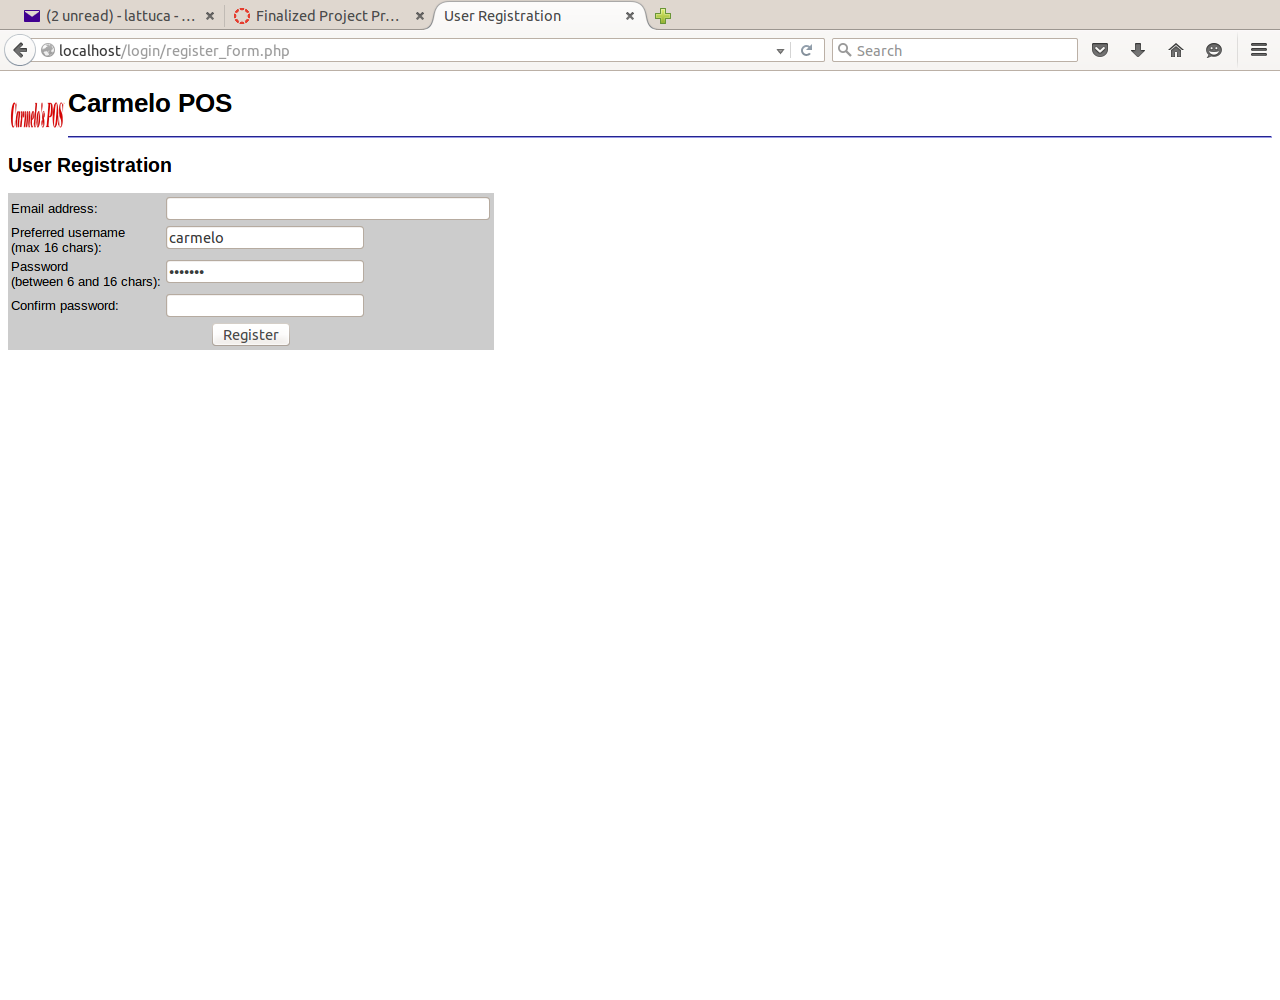 (2 unread) - lattuca - ...
Finalized Project Pr...
User Registration
localhost/login/register_form.php
Search
Carmelo's POS
Carmelo POS
User Registration
Email address:
Preferred username
(max 16 chars):
carmelo
Password
(between 6 and 16 chars):
•••••••
Confirm password:
Register